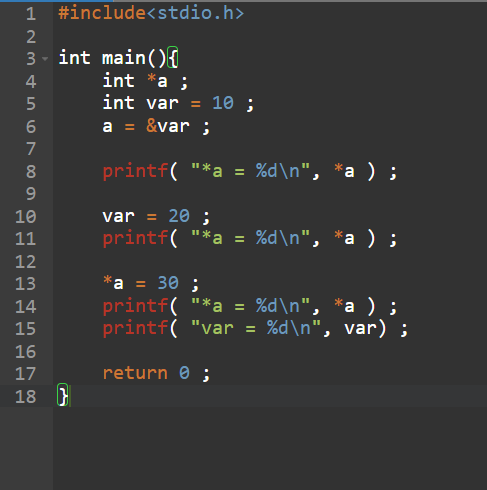 1 #include<stdio.h>
2
3 int main(){
4     int *a ;
5     int var = 10 ;
6     a = &var ;
7
8     printf( "*a = %d\n", *a ) ;
9
10     var = 20 ;
11     printf( "*a = %d\n", *a ) ;
12
13     *a = 30 ;
14     printf( "*a = %d\n", *a ) ;
15     printf( "var = %d\n", var) ;
16
17     return 0 ;
18 }